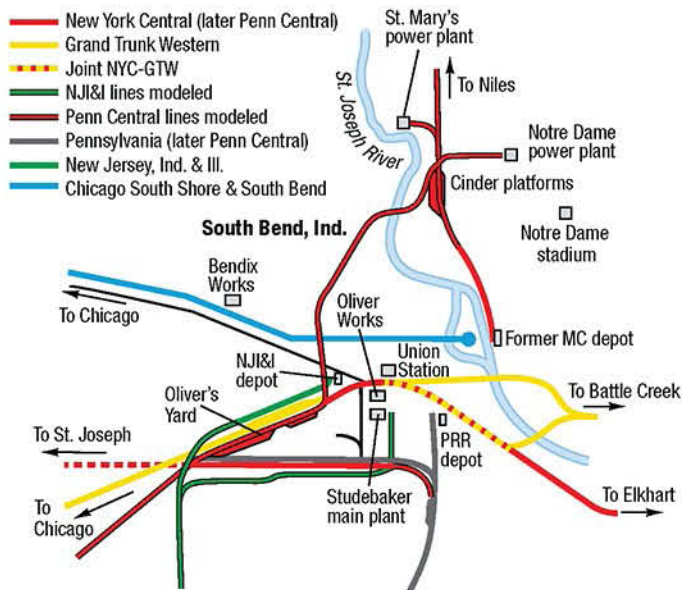 New York Central (later Penn Central)
Grand Trunk Western
Joint NYC-GTW
NJI&I lines modeled
Penn Central lines modeled
Pennsylvania (later Penn Central)
New Jersey, Ind. & Ill.
Chicago South Shore & South Bend
St. Mary's
power plant
To Niles
St. Joseph River
Notre Dame
power plant
Cinder platforms
South Bend, Ind.
Notre Dame
stadium
Bendix
Works
To Chicago
Oliver
Works
Former MC depot
Union
Station
NJI&I
depot
Oliver's
Yard
To Battle Creek
To St. Joseph
PRR
depot
To
Chicago
Studebaker
main plant
To Elkhart